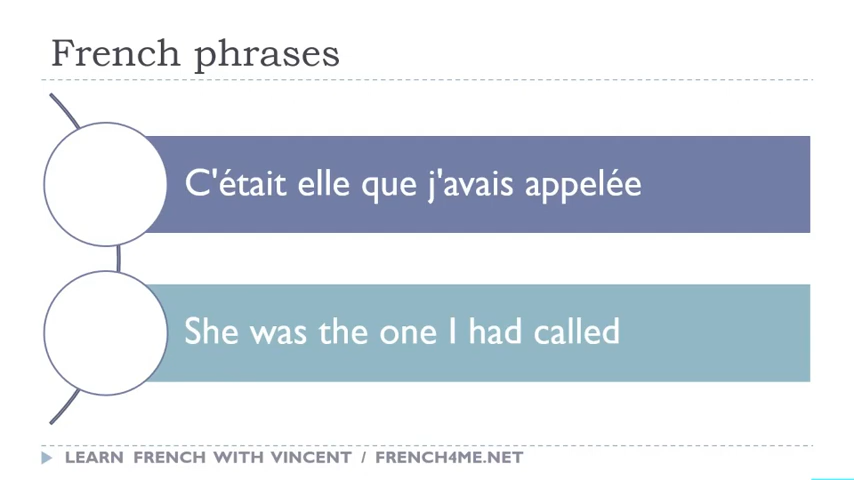 French phrases
C'était elle que j'avais appelée
She was the one I had called
LEARN FRENCH WITH VINCENT / FRENCH4ME.NET